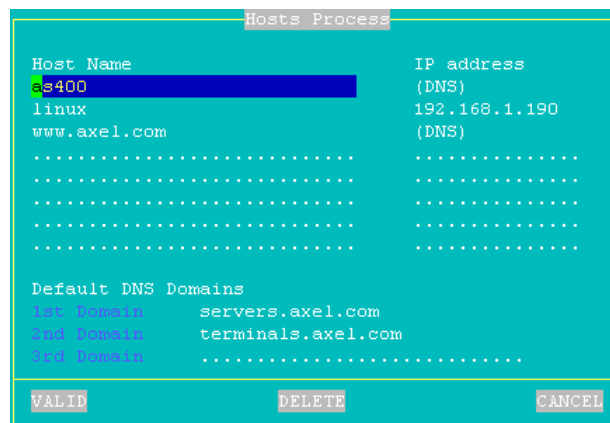 Hosts Process
Host Name IP address
as400 (DNS)
linux 192.168.1.190
www.axel.com (DNS)
............................. ...............
............................. ...............
............................. ...............
............................. ...............
Default DNS Domains
1st Domain servers.axel.com
2nd Domain terminals.axel.com
3rd Domain .............................
VALID DELETE CANCEL